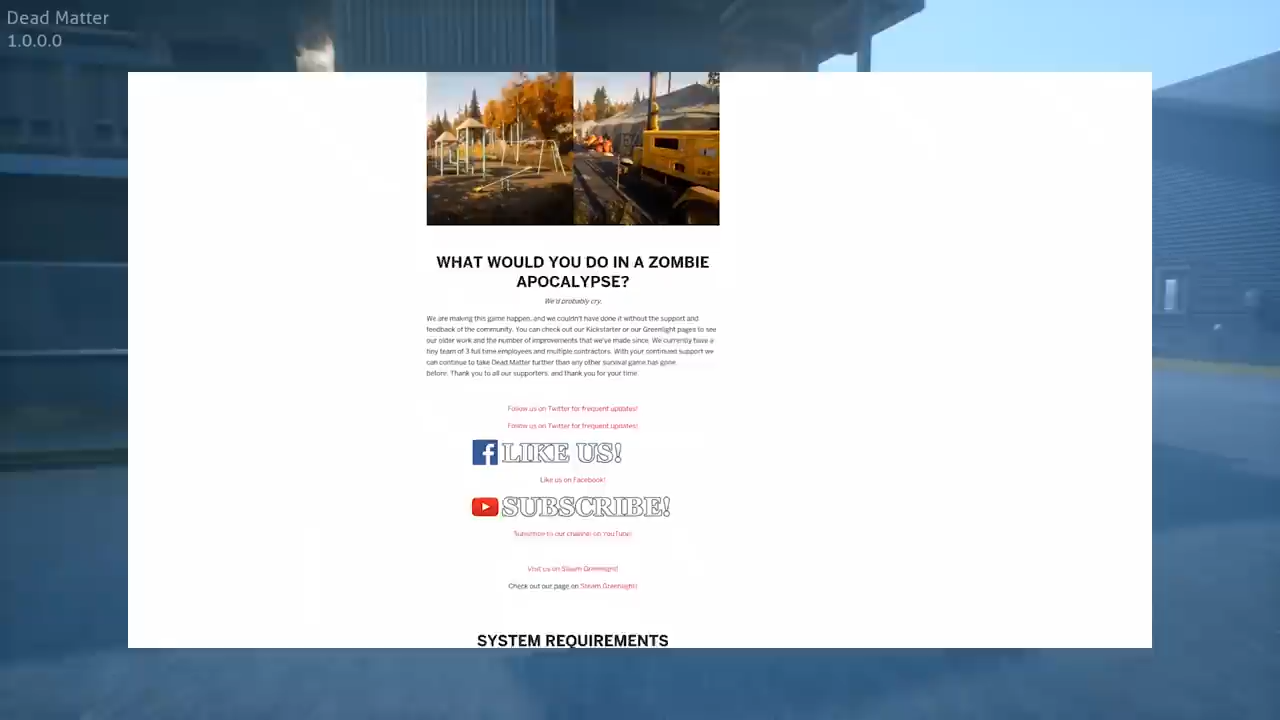 Dead Matter
1.0.0.0
WHAT WOULD YOU DO IN A ZOMBIE
APOCALYPSE?
We'd probably cry.
We are making this game happen, and we couldn't have done it without the support and
feedback of the community. You can check out our Kickstarter or our Greenlight pages to see
our older work and the number of improvements that we've made since. We currently have a
tiny team of 3 full time employees and multiple contractors. With your continued support we
can continue to take Dead Matter further than any other survival game has gone
before. Thank you to all our supporters, and thank you for your time.
Follow us on Twitter for frequent updates!
Follow us on Twitter for frequent updates!
LIKE US!
Like us on Facebook!
SUBSCRIBE!
Subscribe to our channel on YouTube!
Visit us on Steam Greenlight!
Check out our page on Steam Greenlight!
SYSTEM REQUIREMENTS